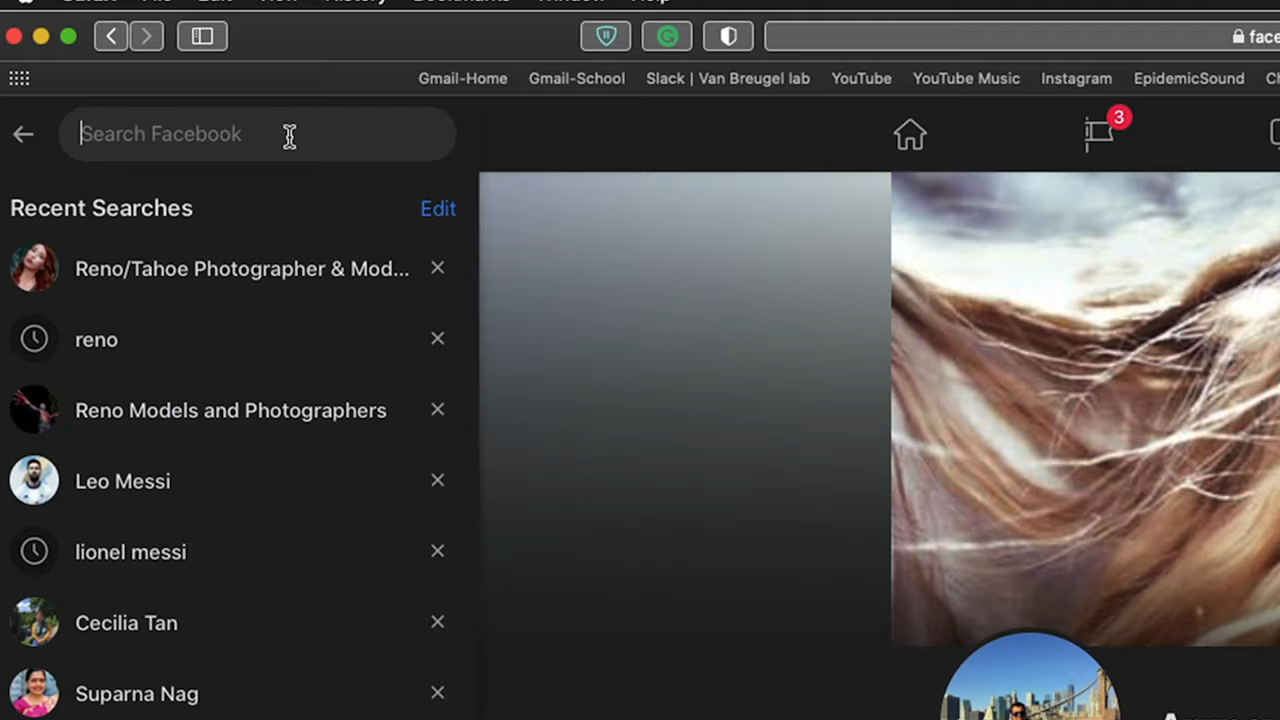 Gmail-Home Gmail-School Slack | Van Breugel lab YouTube YouTube Music Instagram EpidemicSound
Search Facebook
3
Recent Searches Edit
Reno/Tahoe Photographer & Mod...
reno
Reno Models and Photographers
Leo Messi
lionel messi
Cecilia Tan
Suparna Nag